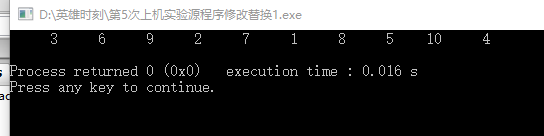 D:\英雄时刻\第5次上机实验源程序修改替换1.exe
3 6 9 2 7 1 8 5 10 4
Process returned 0 (0x0) execution time : 0.016 s
Press any key to continue.